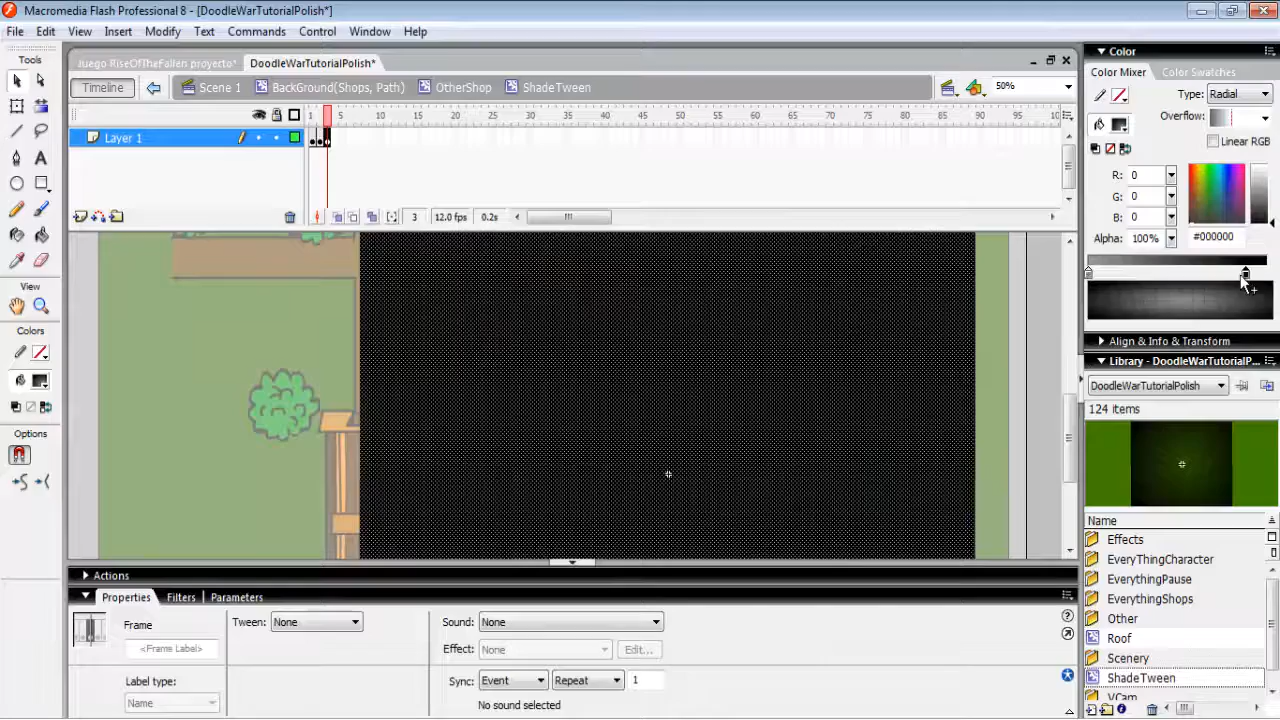 Macromedia Flash Professional 8 - [DoodleWarTutorialPolish*]
File Edit View Insert Modify Text Commands Control Window Help
Tools
Juego RiseOfTheFallen proyecto* DoodleWarTutorialPolish*
Timeline Scene 1 BackGround(Shops, Path) OtherShop ShadeTween 50%
1 5 10 15 20 25 30 35 40 45 50 55 60 65 70 75 80 85 90 95 10
Layer 1
3 12.0 fps 0.2s
View
Colors
Options
Color
Color Mixer Color Swatches
Type: Radial
Overflow:
Linear RGB
R: 0
G: 0
B: 0
Alpha: 100% #000000
Align & Info & Transform
Library - DoodleWarTutorialP...
DoodleWarTutorialPolish
124 items
Name
Effects
EveryThingCharacter
EverythingPause
EverythingShops
Other
Roof
Scenery
ShadeTween
VCam
Actions
Properties Filters Parameters
Frame
<Frame Label>
Label type:
Name
Tween: None
Sound: None
Effect: None Edit...
Sync: Event Repeat 1
No sound selected